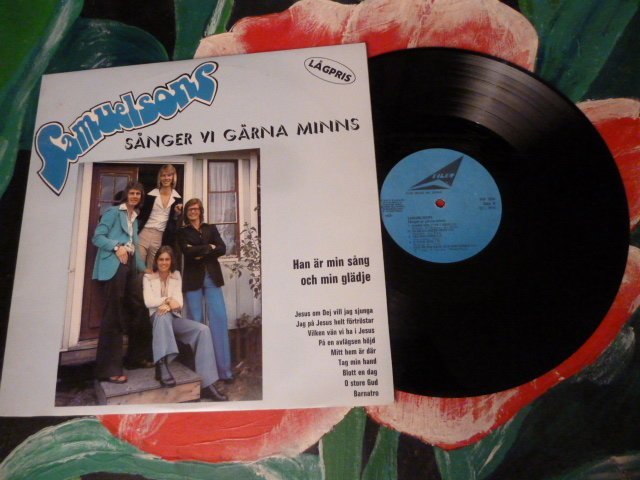 Samuelsons
LÅGPRIS
SÅNGER VI GÄRNA MINNS
Han är min sång
och min glädje
Jesus om Dej vill jag sjunga
Jag på Jesus helt förtröstar
Vilken vän vi ha i Jesus
På en avlägsen höjd
Mitt hem är där
Tag min hand
Blott en dag
O store Gud
Barnatro